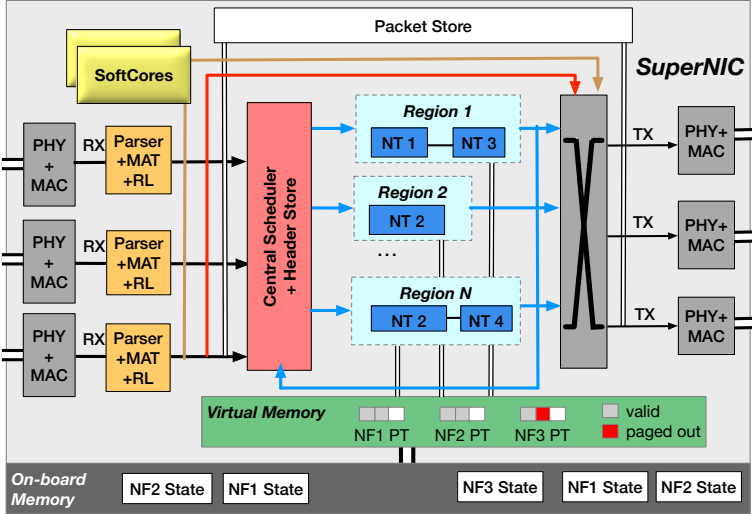 Packet Store
SuperNIC
SoftCores
PHY
+
MAC
RX
Parser
+MAT
+RL
PHY
+
MAC
RX
Parser
+MAT
+RL
PHY
+
MAC
RX
Parser
+MAT
+RL
Central Scheduler
+ Header Store
Region 1
NT 1
NT 3
Region 2
NT 2
...
Region N
NT 2
NT 4
TX
PHY+
MAC
TX
PHY+
MAC
TX
PHY+
MAC
Virtual Memory
NF1 PT
NF2 PT
NF3 PT
valid
paged out
On-board
Memory
NF2 State
NF1 State
NF3 State
NF1 State
NF2 State